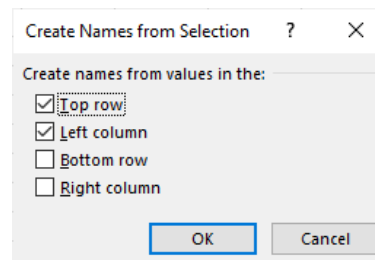 Create Names from Selection ? ×
Create names from values in the:
Top row
Left column
Bottom row
Right column
OK Cancel